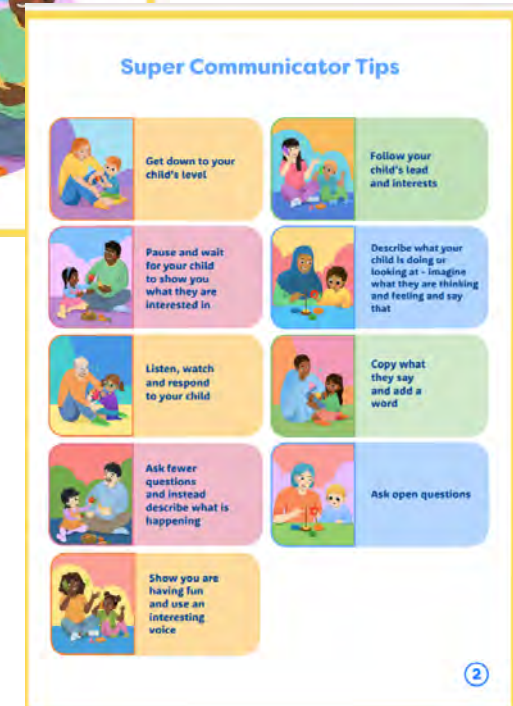 Super Communicator Tips
Get down to your
child's level
Follow your
child's lead
and interests
Pause and wait
for your child
to show you
what they are
interested in
Describe what your
child is doing or
looking at - imagine
what they are thinking
and feeling and say
that
Listen, watch
and respond
to your child
Copy what
they say
and add a
word
Ask fewer
questions
and instead
describe what is
happening
Ask open questions
Show you are
having fun
and use an
interesting
voice
2